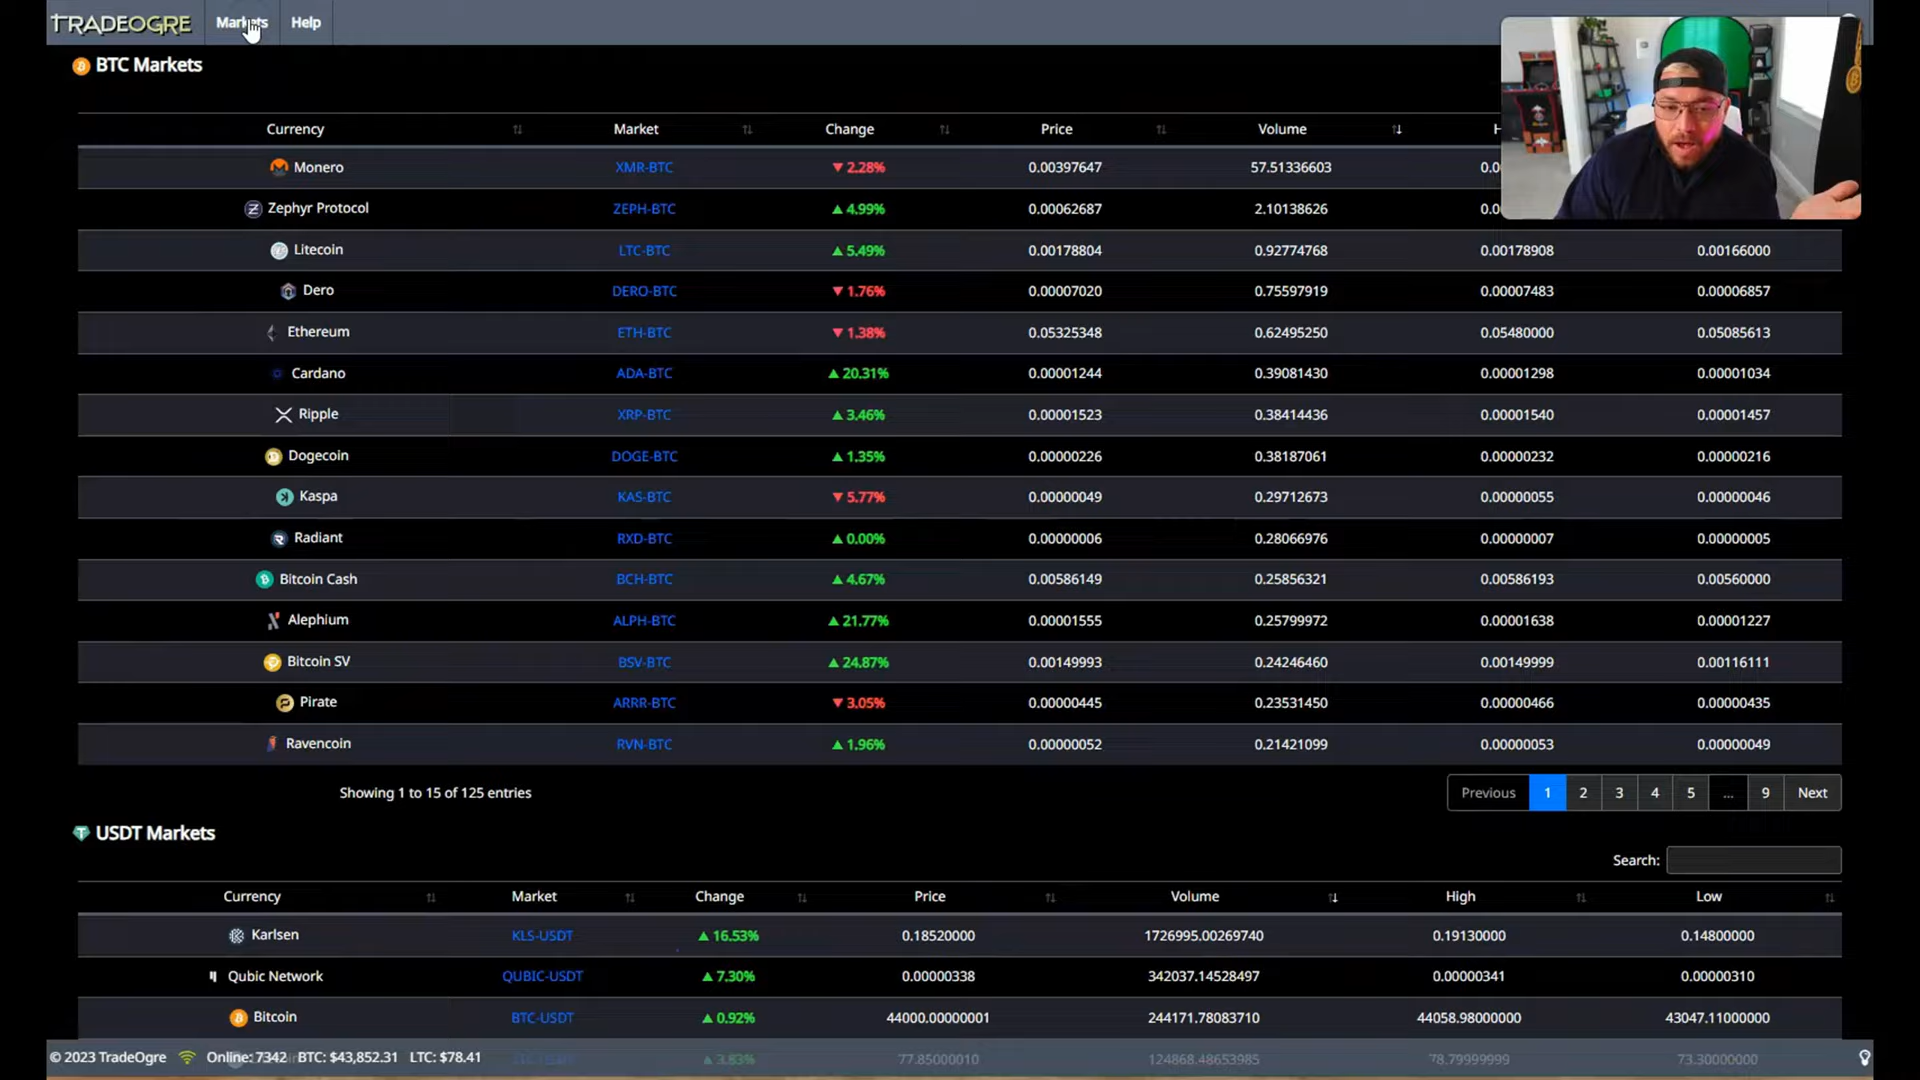 TRADEOGRE Markets Help
BTC Markets
Currency Market Change Price Volume H
Monero XMR-BTC ▼ 2.28% 0.00397647 57.51336603 0.0
Zephyr Protocol ZEPH-BTC ▲ 4.99% 0.00062687 2.10138626 0.0
Litecoin LTC-BTC ▲ 5.49% 0.00178804 0.92774768 0.00178908 0.00166000
Dero DERO-BTC ▼ 1.76% 0.00007020 0.75597919 0.00007483 0.00006857
Ethereum ETH-BTC ▼ 1.38% 0.05325348 0.62495250 0.05480000 0.05085613
Cardano ADA-BTC ▲ 20.31% 0.00001244 0.39081430 0.00001298 0.00001034
Ripple XRP-BTC ▲ 3.46% 0.00001523 0.38414436 0.00001540 0.00001457
Dogecoin DOGE-BTC ▲ 1.35% 0.00000226 0.38187061 0.00000232 0.00000216
Kaspa KAS-BTC ▼ 5.77% 0.00000049 0.29712673 0.00000055 0.00000046
Radiant RXD-BTC ▲ 0.00% 0.00000006 0.28066976 0.00000007 0.00000005
Bitcoin Cash BCH-BTC ▲ 4.67% 0.00586149 0.25856321 0.00586193 0.00560000
Alephium ALPH-BTC ▲ 21.77% 0.00001555 0.25799972 0.00001638 0.00001227
Bitcoin SV BSV-BTC ▲ 24.87% 0.00149993 0.24246460 0.00149999 0.00116111
Pirate ARRR-BTC ▼ 3.05% 0.00000445 0.23531450 0.00000466 0.00000435
Ravencoin RVN-BTC ▲ 1.96% 0.00000052 0.21421099 0.00000053 0.00000049
Showing 1 to 15 of 125 entries Previous 1 2 3 4 5 ... 9 Next
USDT Markets
Search:
Currency Market Change Price Volume High Low
Karlsen KLS-USDT ▲ 16.53% 0.18520000 1726995.00269740 0.19130000 0.14800000
Qubic Network QUBIC-USDT ▲ 7.30% 0.00000338 342037.14528497 0.00000341 0.00000310
Bitcoin BTC-USDT ▲ 0.92% 44000.00000001 244171.78083710 44058.98000000 43047.11000000
© 2023 TradeOgre Online: 7342 BTC: $43,852.31 LTC: $78.41 ▲ 3.83% 77.85000010 124868.48653985 78.79999999 73.30000000